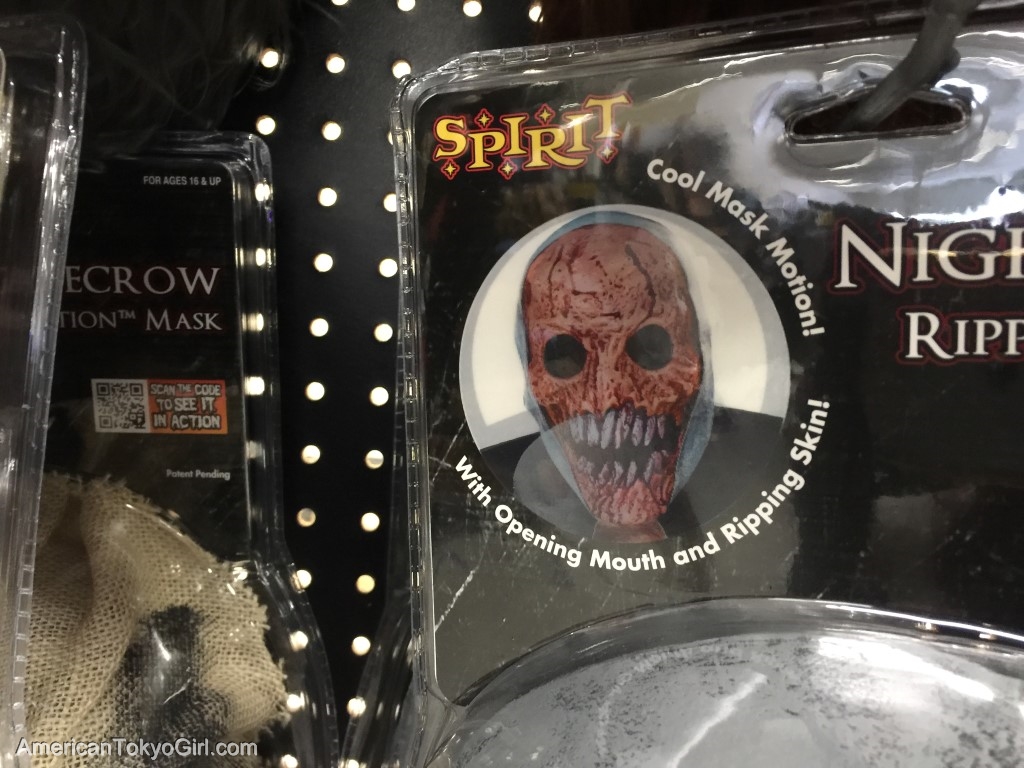 FOR AGES 16 & UP
ECROW
TION™ MASK
SCAN THE CODE
TO SEE IT
IN ACTION
Patent Pending
SPIRIT
Cool Mask Motion!
With Opening Mouth and Ripping Skin!
NIGH
RIPP
AmericanTokyoGirl.com